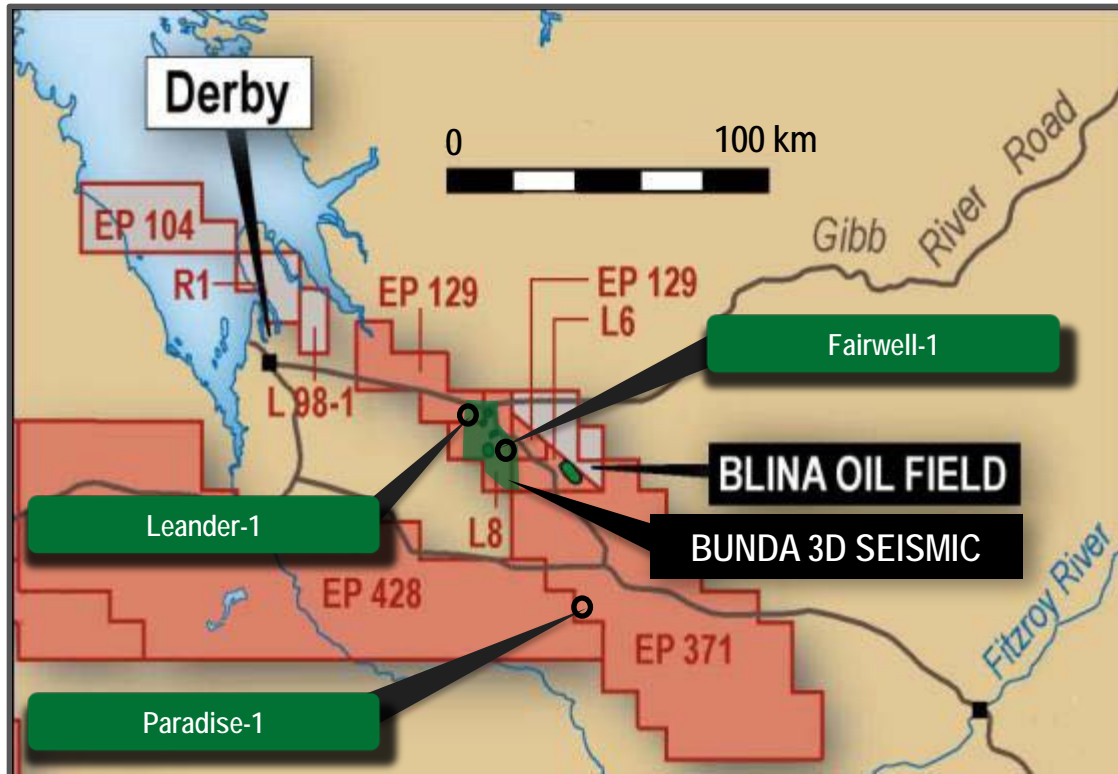 Derby
0 100 km
Gibb River Road
EP 104
R1
EP 129
EP 129
L6
Fairwell-1
L 98-1
BLINA OIL FIELD
Leander-1
L8
BUNDA 3D SEISMIC
EP 428
Fitzroy River
EP 371
Paradise-1